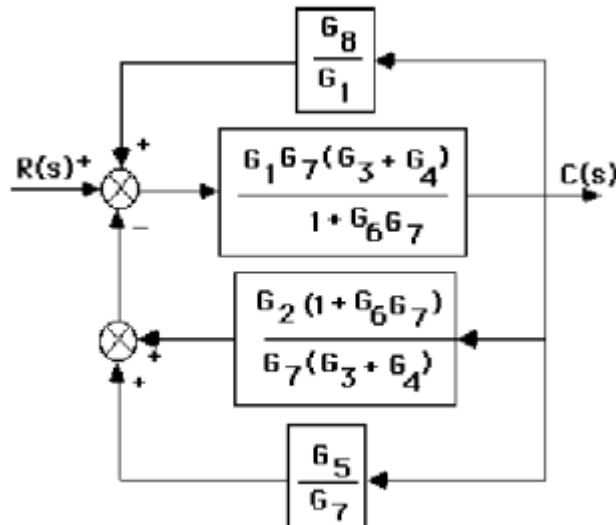 G8
G1
+
R(s)+
G1G7(G3 + G4)
1 + G6G7
C(s)
−
G2 (1 + G6G7)
G7(G3 + G4)
+
+
G5
G7